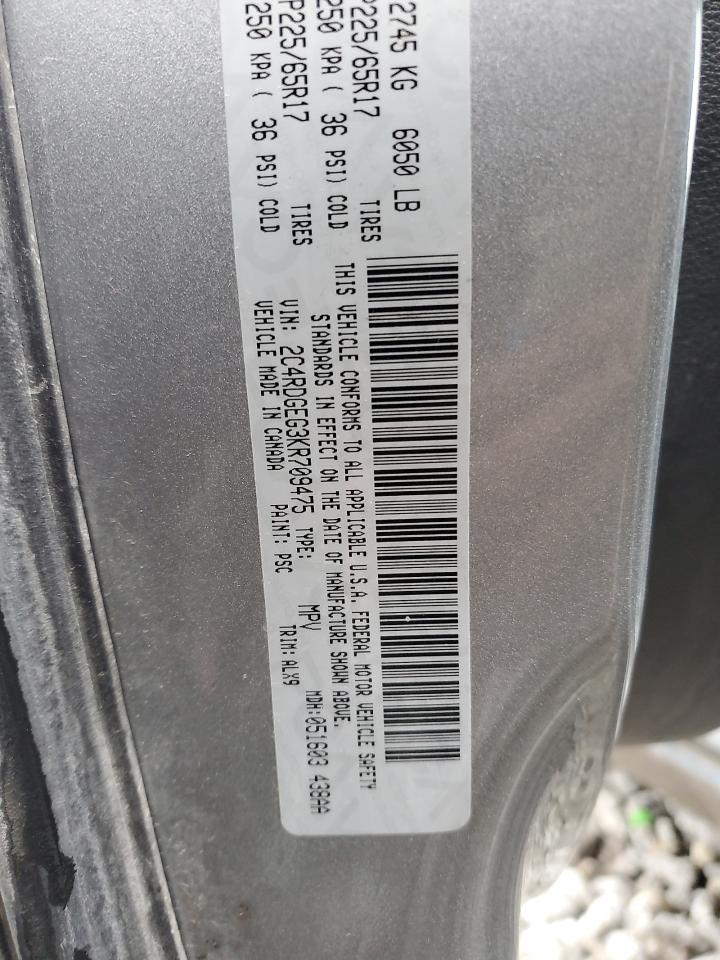 2745 KG 6050 LB
P225/65R17 TIRES
250 KPA ( 36 PSI) COLD
P225/65R17 TIRES
250 KPA ( 36 PSI) COLD
THIS VEHICLE CONFORMS TO ALL APPLICABLE U.S.A. FEDERAL MOTOR VEHICLE SAFETY
STANDARDS IN EFFECT ON THE DATE OF MANUFACTURE SHOWN ABOVE.
VIN: 2C4RDGEG3KR709475 TYPE: MPV MDH:051603 438AA
VEHICLE MADE IN CANADA PAINT: PSC TRIM:ALX9